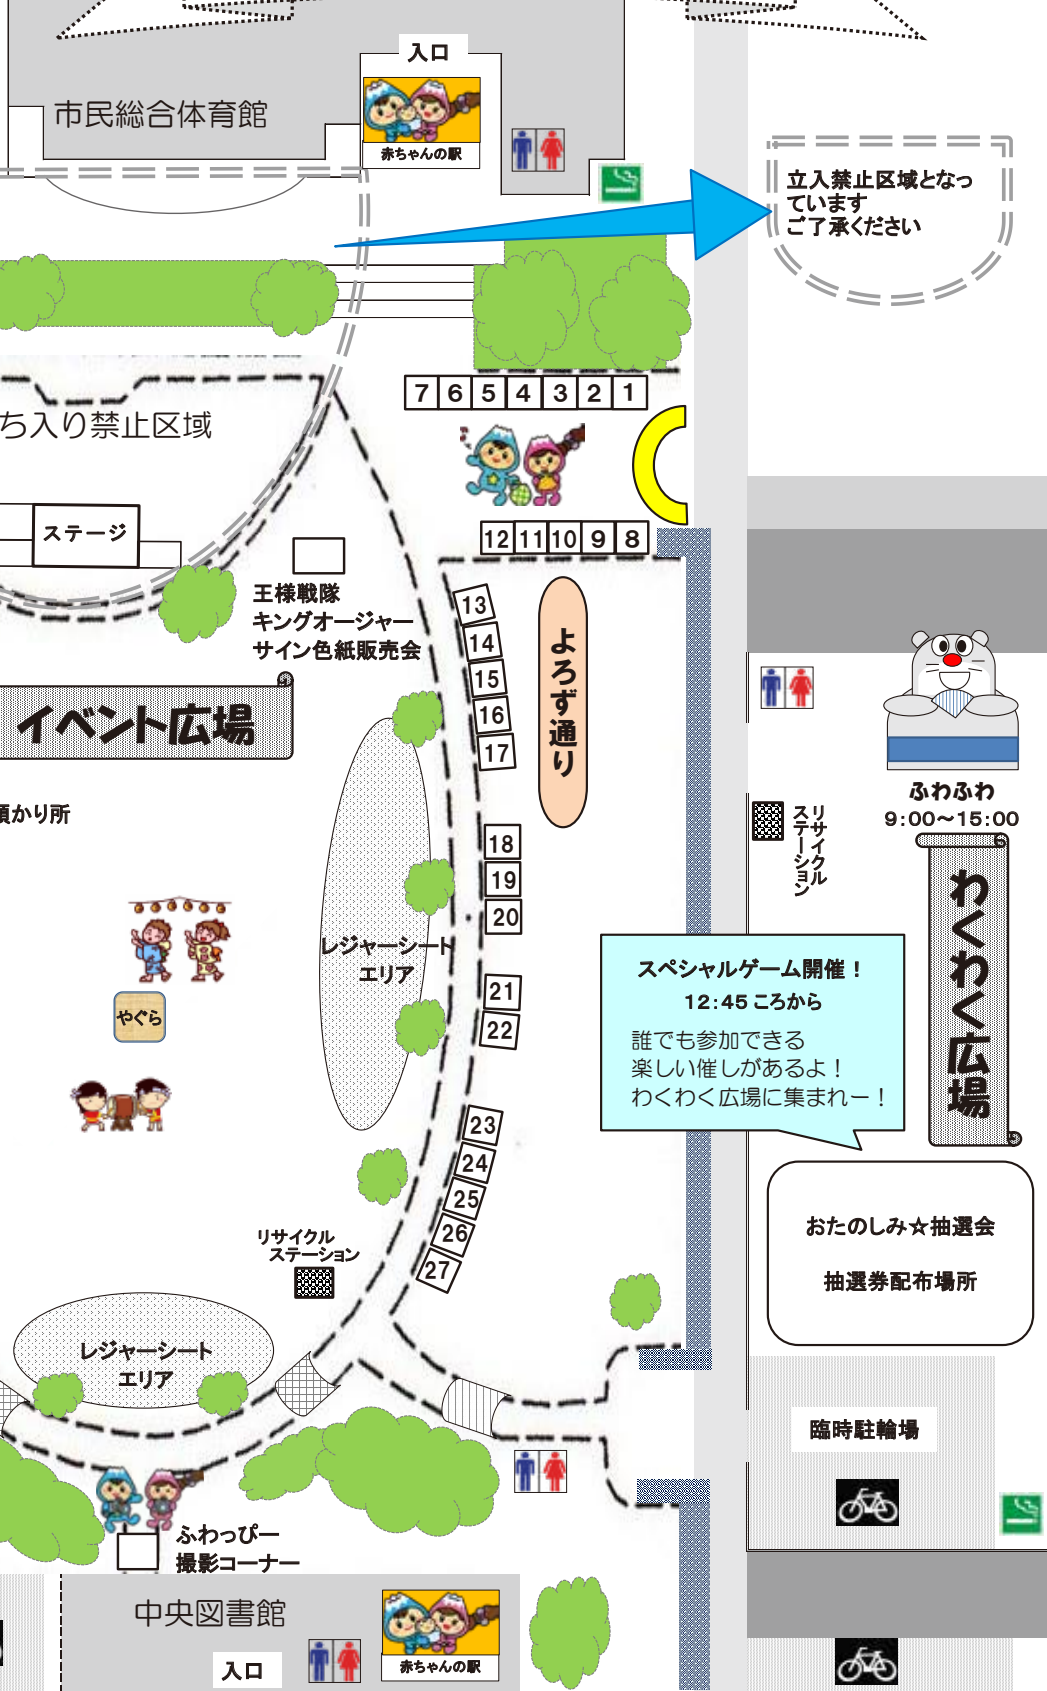 入口
市民総合体育館
赤ちゃんの駅
立入禁止区域となっ
ています
ご了承ください
7 6 5 4 3 2 1
ち入り禁止区域
ステージ
12 11 10 9 8
王様戦隊
キングオージャー
サイン色紙販売会
13
14
15
16
17
よろず通り
イベント広場
かり所
ふわふわ
9:00～15:00
リサイクル
ステーション
わくわく広場
18
19
20
レジャーシート
エリア
21
22
やぐら
スペシャルゲーム開催！
12:45ころから
誰でも参加できる
楽しい催しがあるよ！
わくわく広場に集まれー！
23
24
25
26
27
おたのしみ☆抽選会
抽選券配布場所
リサイクル
ステーション
レジャーシート
エリア
臨時駐輪場
ふわっぴー
撮影コーナー
中央図書館
入口
赤ちゃんの駅